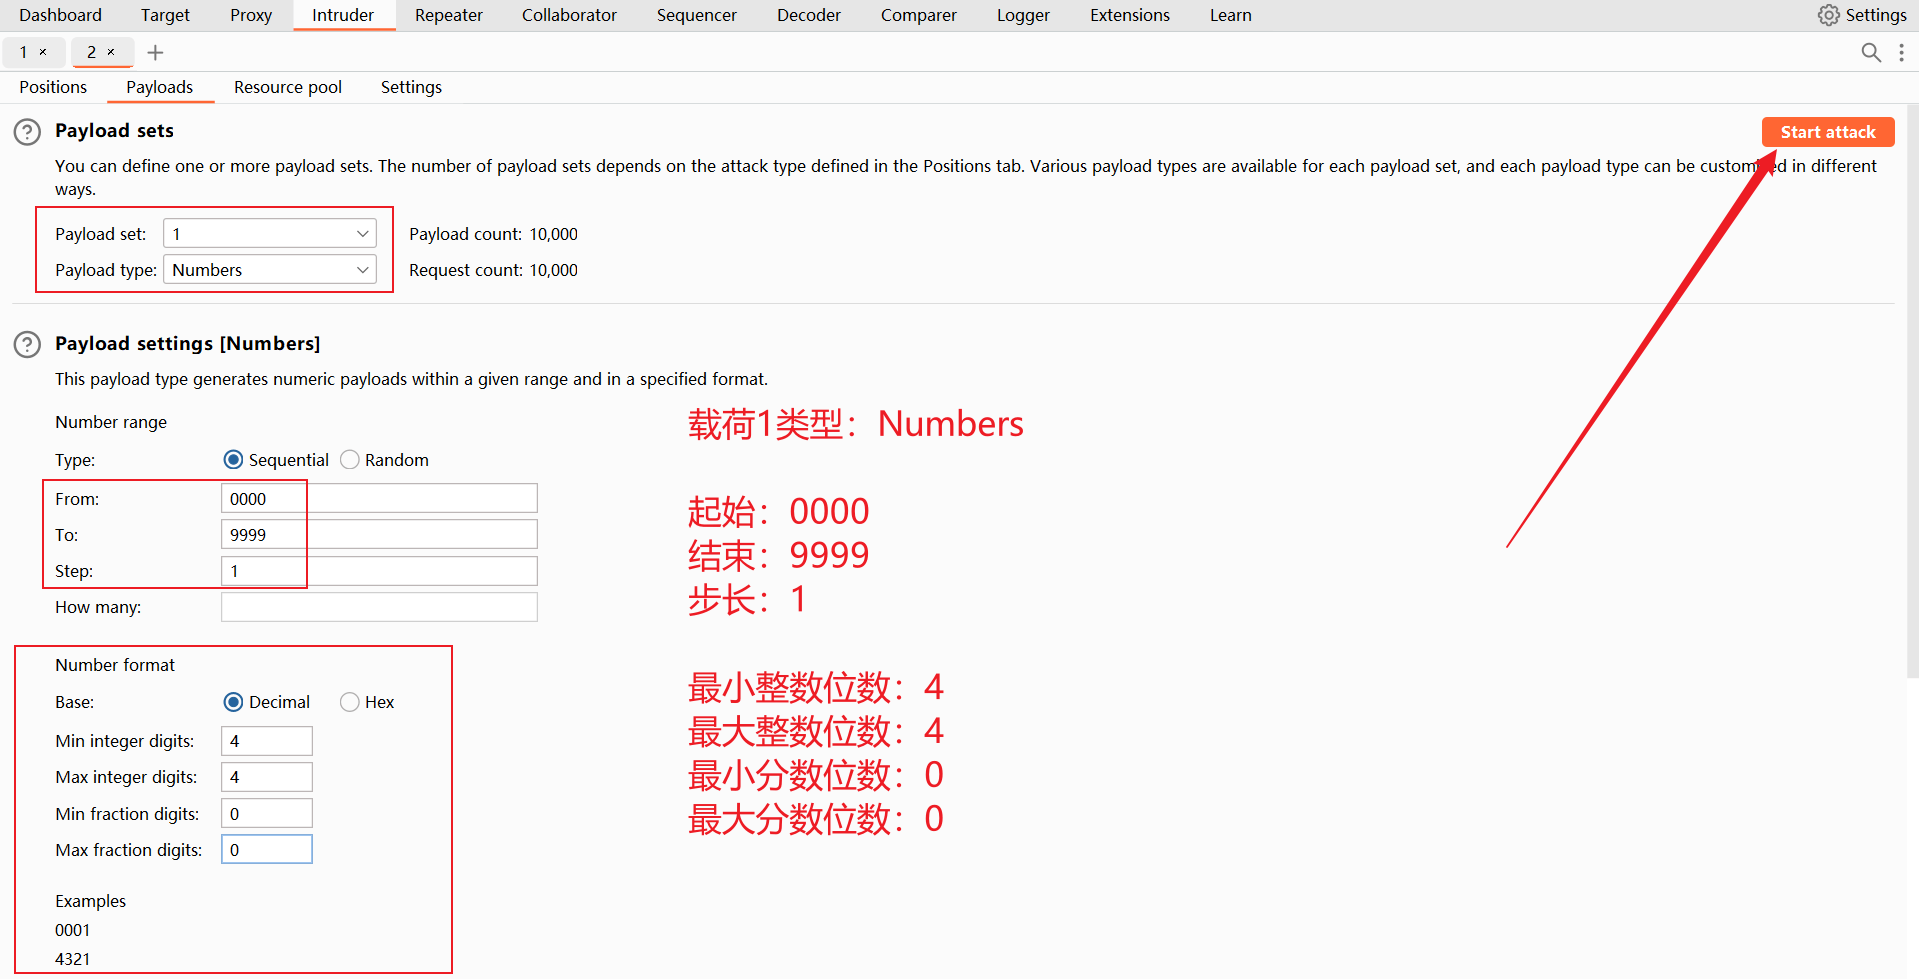 Dashboard Target Proxy Intruder Repeater Collaborator Sequencer Decoder Comparer Logger Extensions Learn Settings
1 × 2 × +
Positions Payloads Resource pool Settings
? Payload sets
Start attack
You can define one or more payload sets. The number of payload sets depends on the attack type defined in the Positions tab. Various payload types are available for each payload set, and each payload type can be customized in different
ways.
Payload set: 1 Payload count: 10,000
Payload type: Numbers Request count: 10,000
? Payload settings [Numbers]
This payload type generates numeric payloads within a given range and in a specified format.
Number range
Type: Sequential Random
From: 0000
To: 9999
Step: 1
How many:
Number format
Base: Decimal Hex
Min integer digits: 4
Max integer digits: 4
Min fraction digits: 0
Max fraction digits: 0
Examples
0001
4321
载荷1类型：Numbers
起始：0000
结束：9999
步长：1
最小整数位数：4
最大整数位数：4
最小分数位数：0
最大分数位数：0